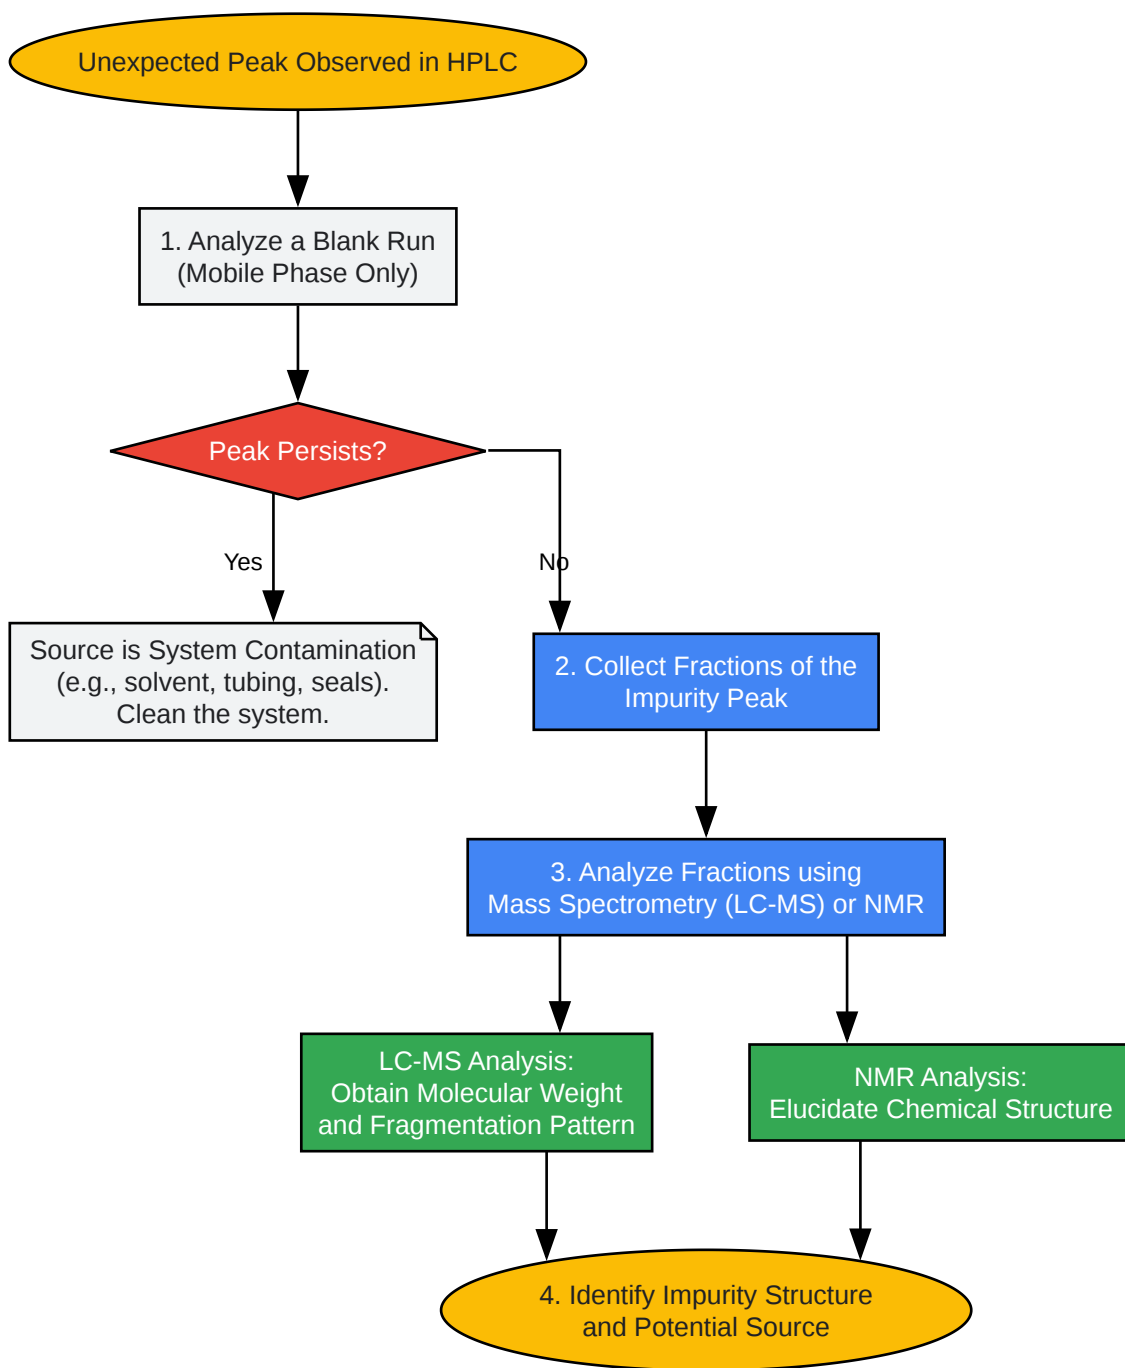 Unexpected Peak Observed in HPLC
1. Analyze a Blank Run
(Mobile Phase Only)
Peak Persists?
Yes
No
Source is System Contamination
(e.g., solvent, tubing, seals).
Clean the system.
2. Collect Fractions of the
Impurity Peak
3. Analyze Fractions using
Mass Spectrometry (LC-MS) or NMR
LC-MS Analysis:
Obtain Molecular Weight
and Fragmentation Pattern
NMR Analysis:
Elucidate Chemical Structure
4. Identify Impurity Structure
and Potential Source